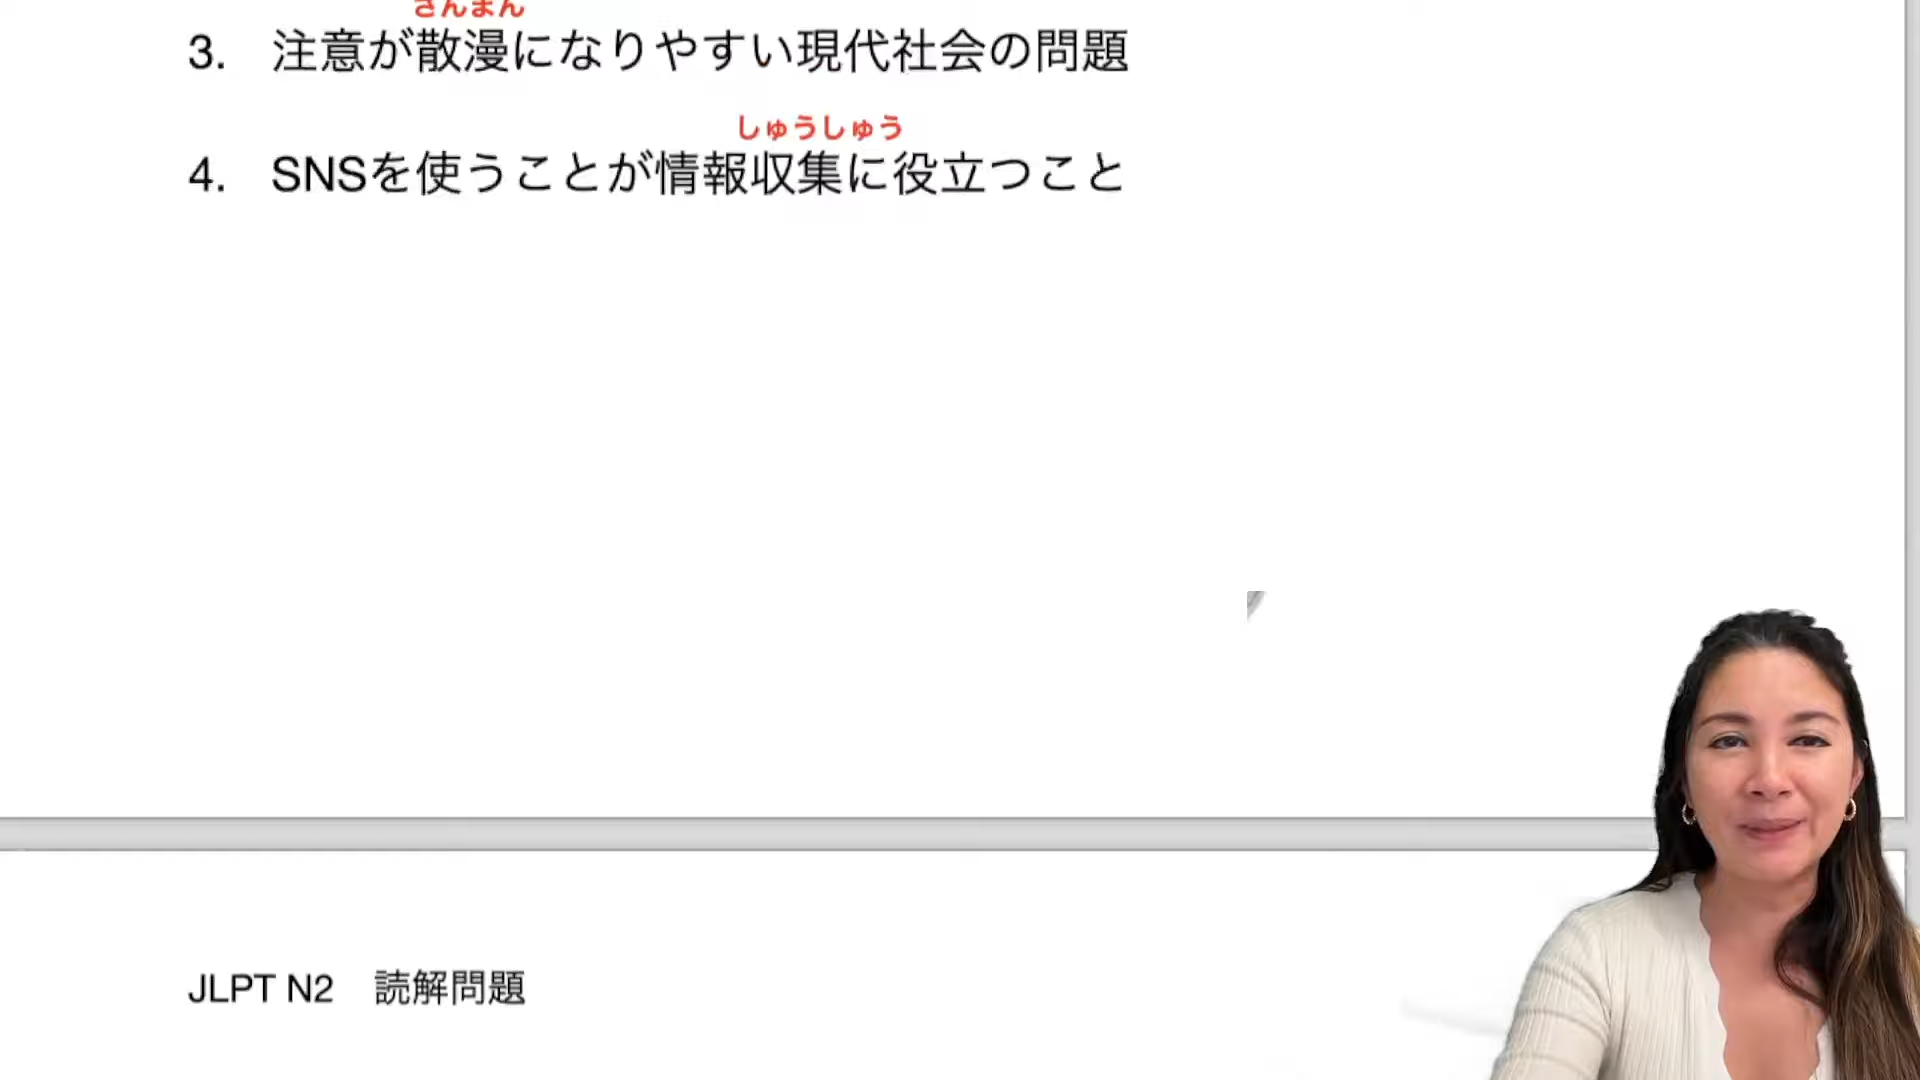 さんまん
3. 注意が散漫になりやすい現代社会の問題
しゅうしゅう
4. SNSを使うことが情報収集に役立つこと
JLPT N2 読解問題